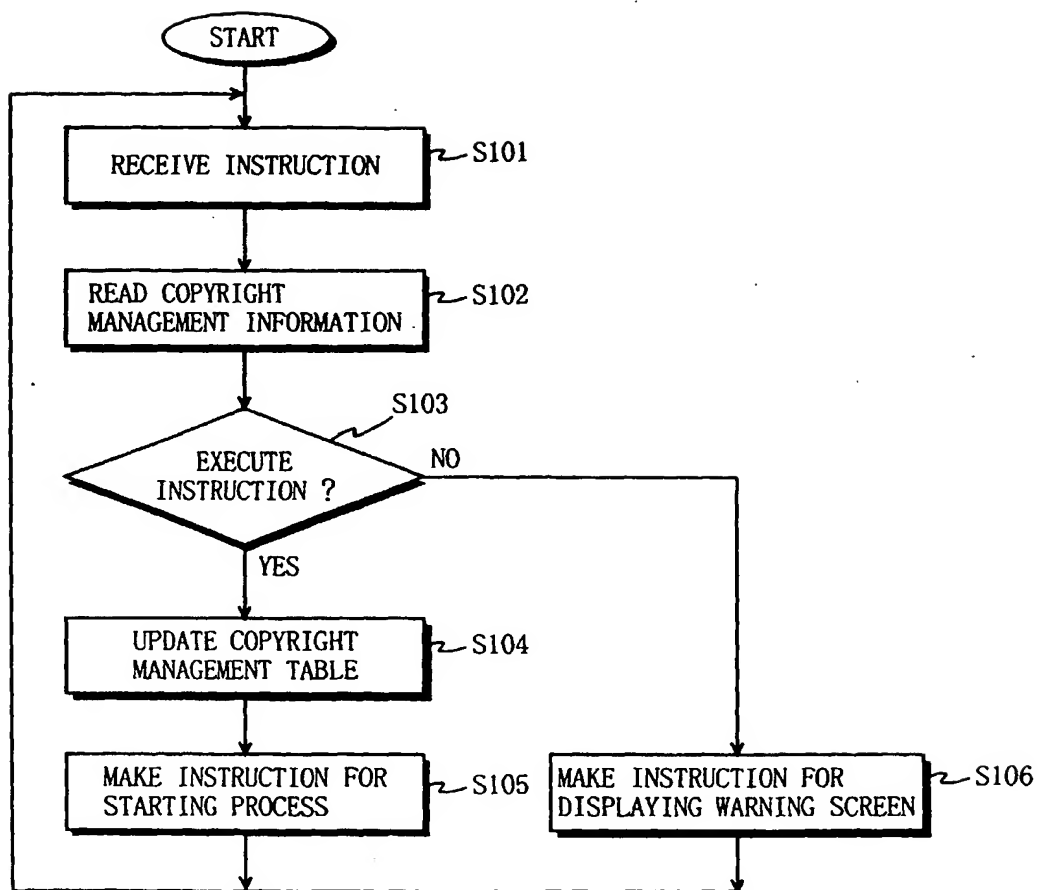 START
RECEIVE INSTRUCTION
S101
READ COPYRIGHT
MANAGEMENT INFORMATION
S102
S103
EXECUTE
INSTRUCTION ?
NO
YES
UPDATE COPYRIGHT
MANAGEMENT TABLE
S104
MAKE INSTRUCTION FOR
STARTING PROCESS
S105
MAKE INSTRUCTION FOR
DISPLAYING WARNING SCREEN
S106